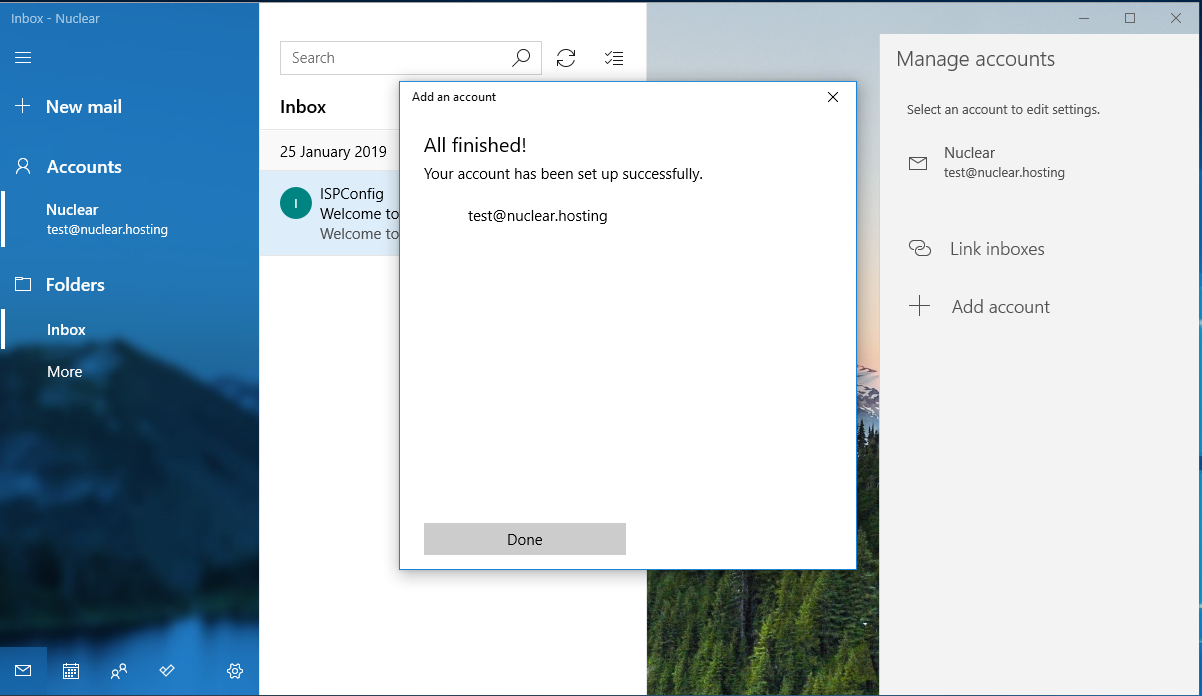 Inbox - Nuclear
New mail
Accounts
Nuclear
test@nuclear.hosting
Folders
Inbox
More
Search
Inbox
25 January 2019
I
ISPConfig
Welcome to
Welcome to
Add an account
All finished!
Your account has been set up successfully.
test@nuclear.hosting
Done
Manage accounts
Select an account to edit settings.
Nuclear
test@nuclear.hosting
Link inboxes
Add account